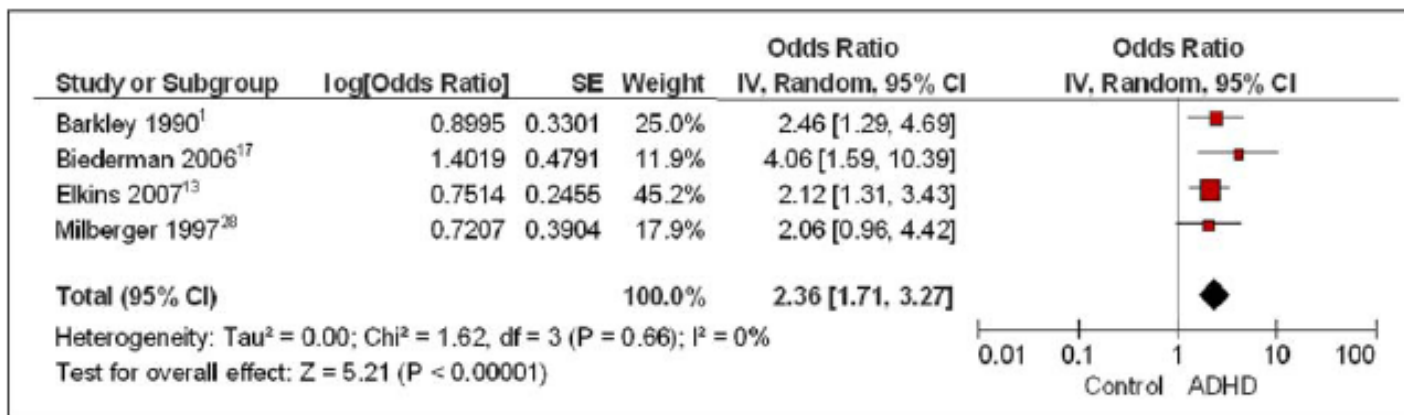 Odds Ratio Odds Ratio
Study or Subgroup log[Odds Ratio] SE Weight IV, Random, 95% CI IV, Random, 95% CI
Barkley 1990¹ 0.8995 0.3301 25.0% 2.46 [1.29, 4.69]
Biederman 2006¹⁷ 1.4019 0.4791 11.9% 4.06 [1.59, 10.39]
Elkins 2007¹³ 0.7514 0.2455 45.2% 2.12 [1.31, 3.43]
Milberger 1997²⁸ 0.7207 0.3904 17.9% 2.06 [0.96, 4.42]
Total (95% CI) 100.0% 2.36 [1.71, 3.27]
Heterogeneity: Tau² = 0.00; Chi² = 1.62, df = 3 (P = 0.66); I² = 0%
Test for overall effect: Z = 5.21 (P < 0.00001)
0.01 0.1 1 10 100
Control ADHD